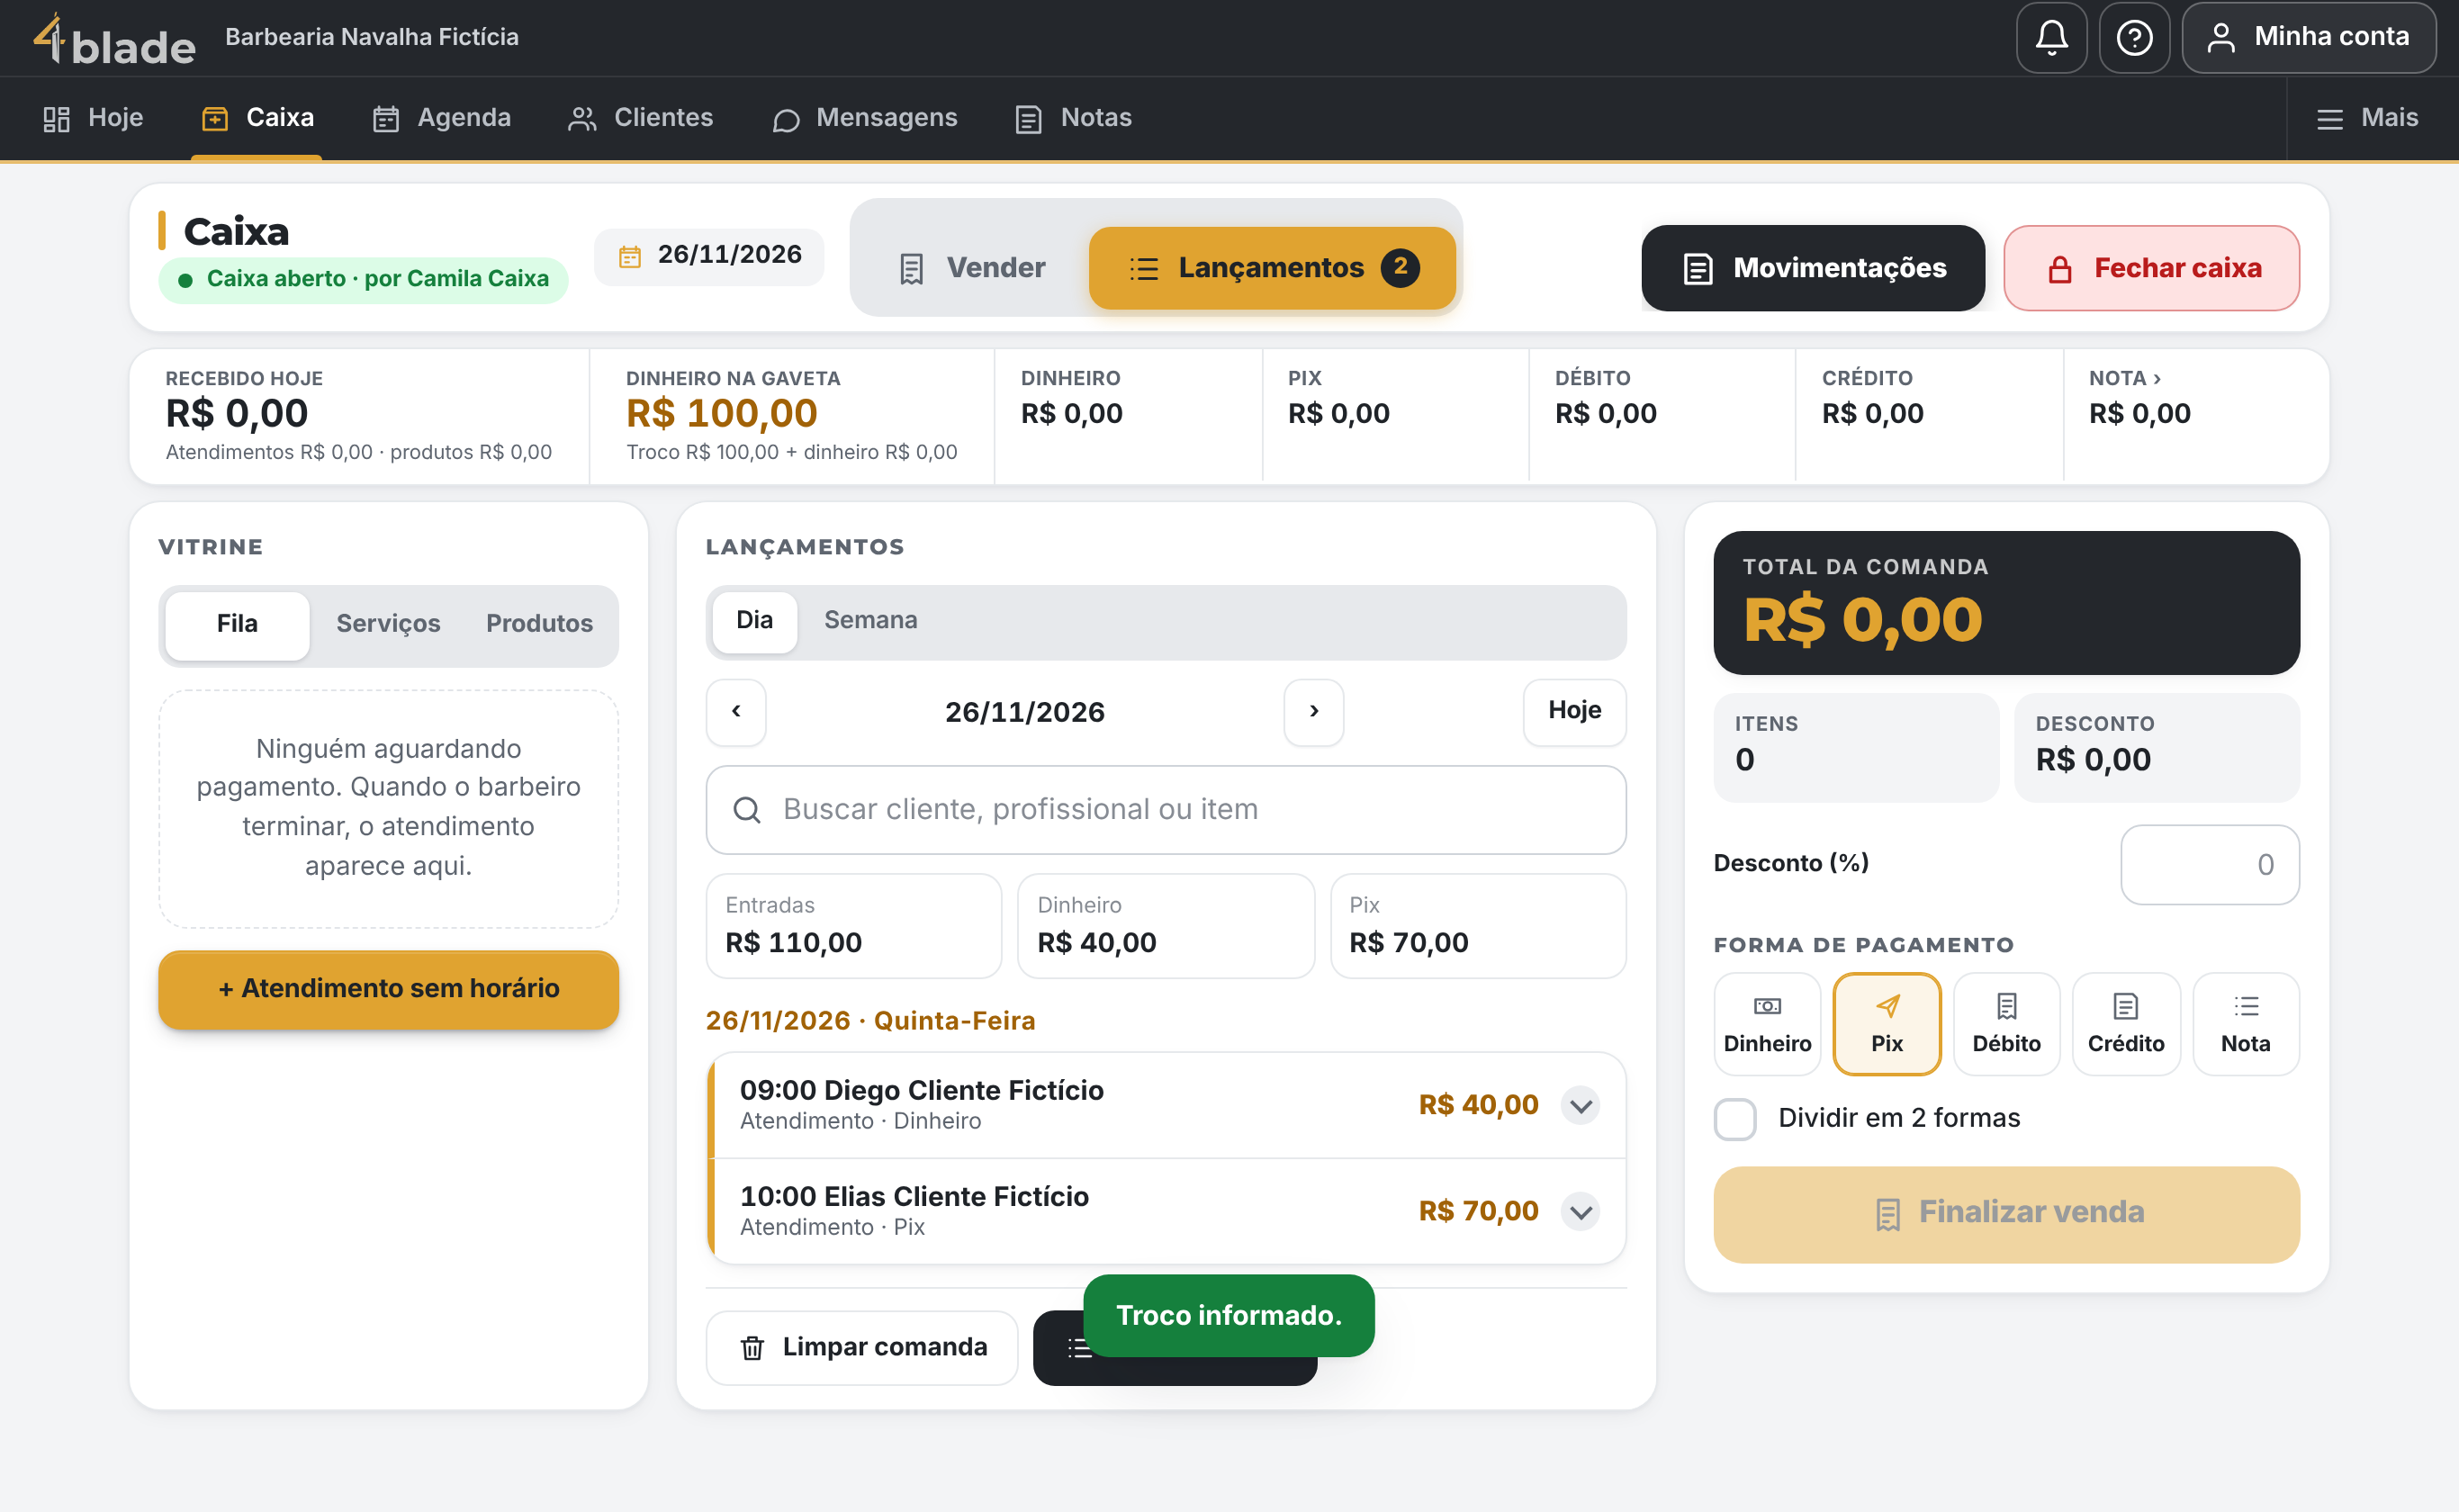 4blade
Barbearia Navalha Fictícia
Minha conta
Hoje
Caixa
Agenda
Clientes
Mensagens
Notas
Mais
Caixa
Caixa aberto · por Camila Caixa
26/11/2026
Vender
Lançamentos 2
Movimentações
Fechar caixa
RECEBIDO HOJE
R$ 0,00
Atendimentos R$ 0,00 · produtos R$ 0,00
DINHEIRO NA GAVETA
R$ 100,00
Troco R$ 100,00 + dinheiro R$ 0,00
DINHEIRO
R$ 0,00
PIX
R$ 0,00
DÉBITO
R$ 0,00
CRÉDITO
R$ 0,00
NOTA ›
R$ 0,00
VITRINE
Fila
Serviços
Produtos
Ninguém aguardando
pagamento. Quando o barbeiro
terminar, o atendimento
aparece aqui.
+ Atendimento sem horário
LANÇAMENTOS
Dia
Semana
‹
26/11/2026
›
Hoje
Buscar cliente, profissional ou item
Entradas
R$ 110,00
Dinheiro
R$ 40,00
Pix
R$ 70,00
26/11/2026 · Quinta-Feira
09:00 Diego Cliente Fictício
Atendimento · Dinheiro
R$ 40,00
10:00 Elias Cliente Fictício
Atendimento · Pix
R$ 70,00
Limpar comanda
Troco informado.
TOTAL DA COMANDA
R$ 0,00
ITENS
0
DESCONTO
R$ 0,00
Desconto (%)
0
FORMA DE PAGAMENTO
Dinheiro
Pix
Débito
Crédito
Nota
Dividir em 2 formas
Finalizar venda